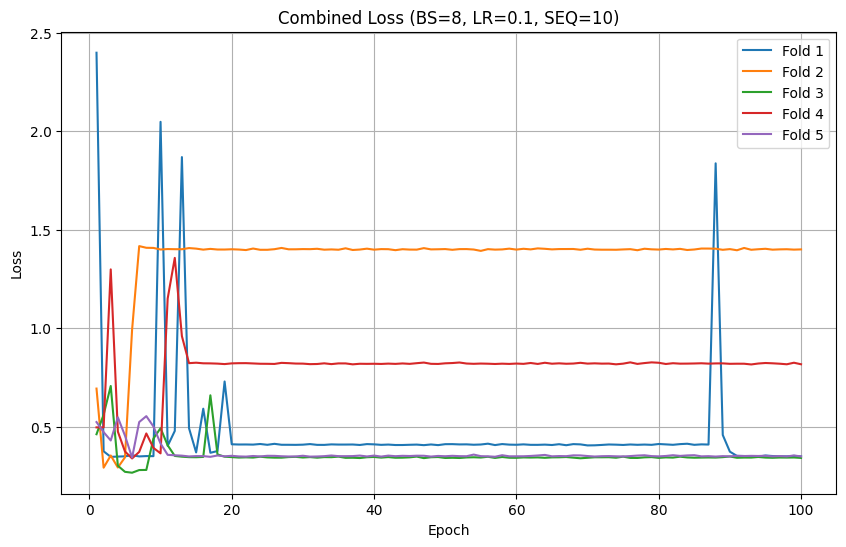 Combined Loss (BS=8, LR=0.1, SEQ=10)
2.5
2.0
1.5
1.0
0.5
Loss
Fold 1
Fold 2
Fold 3
Fold 4
Fold 5
0
20
40
60
80
100
Epoch